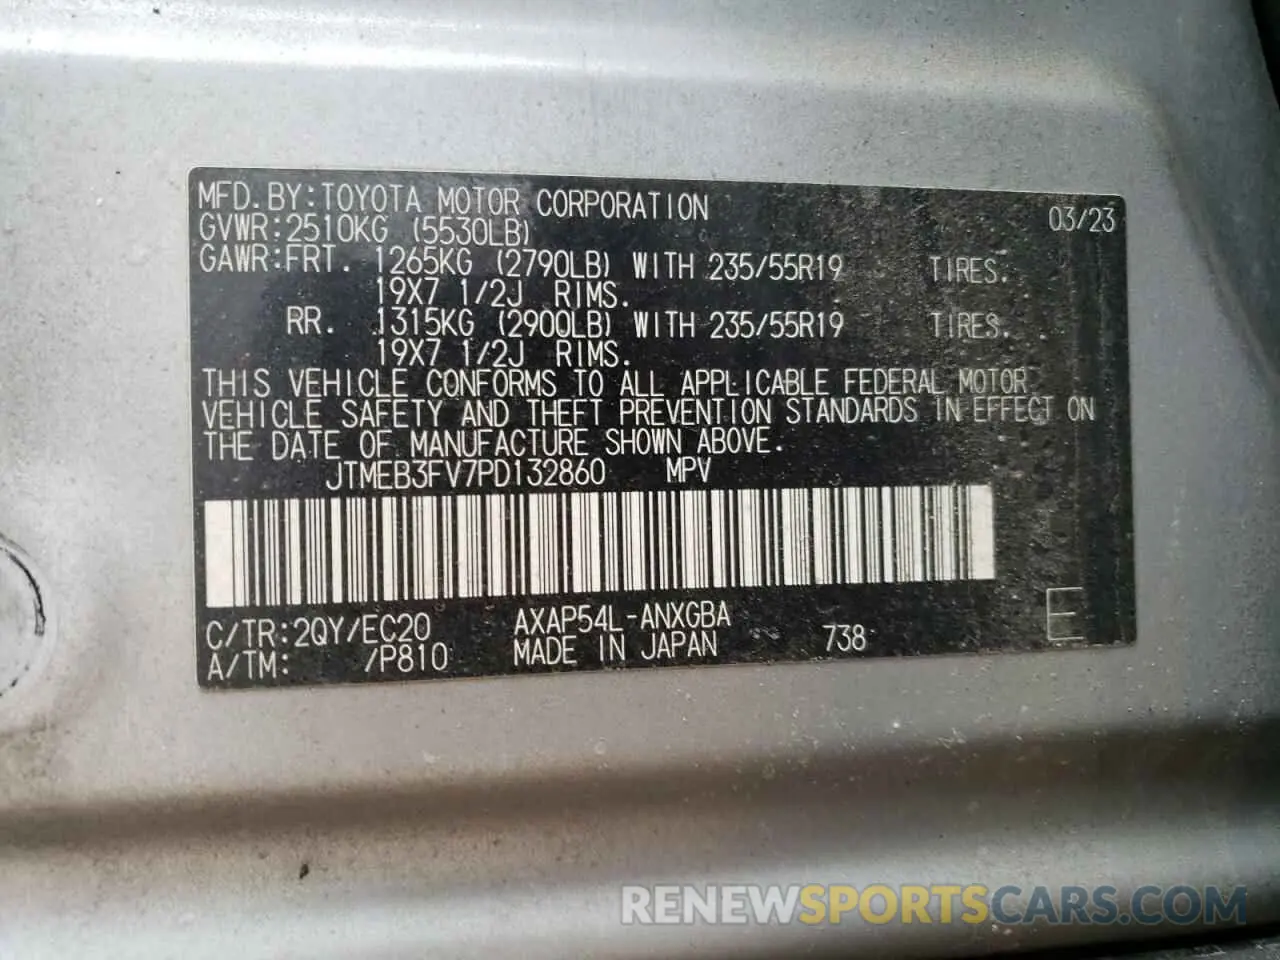 MFD.BY:TOYOTA MOTOR CORPORATION 03/23
GVWR:2510KG (5530LB)
GAWR:FRT. 1265KG (2790LB) WITH 235/55R19 TIRES.
19X7 1/2J RIMS.
RR. 1315KG (2900LB) WITH 235/55R19 TIRES.
19X7 1/2J RIMS.
THIS VEHICLE CONFORMS TO ALL APPLICABLE FEDERAL MOTOR
VEHICLE SAFETY AND THEFT PREVENTION STANDARDS IN EFFECT ON
THE DATE OF MANUFACTURE SHOWN ABOVE.
JTMEB3FV7PD132860 MPV
C/TR:2QY/EC20 AXAP54L-ANXGBA
A/TM: /P810 MADE IN JAPAN 738 E
RENEWSPORTSCARS.COM